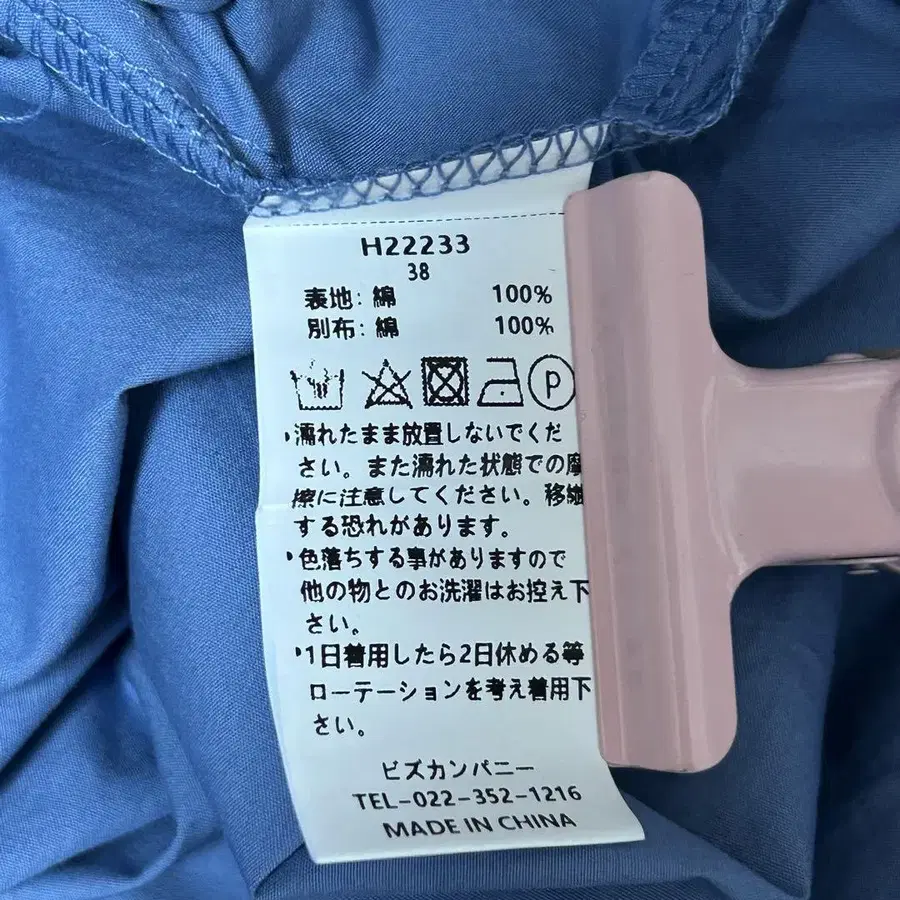 H22233
38
表地: 綿 100%
別布: 綿 100%
P
・濡れたまま放置しないでくだ
さい。また濡れた状態での摩
擦に注意してください。移染
する恐れがあります。
・色落ちする事がありますので
他の物とのお洗濯はお控え下
さい。
・1日着用したら2日休める等
ローテーションを考え着用下
さい。
ビズカンパニー
TEL-022-352-1216
MADE IN CHINA